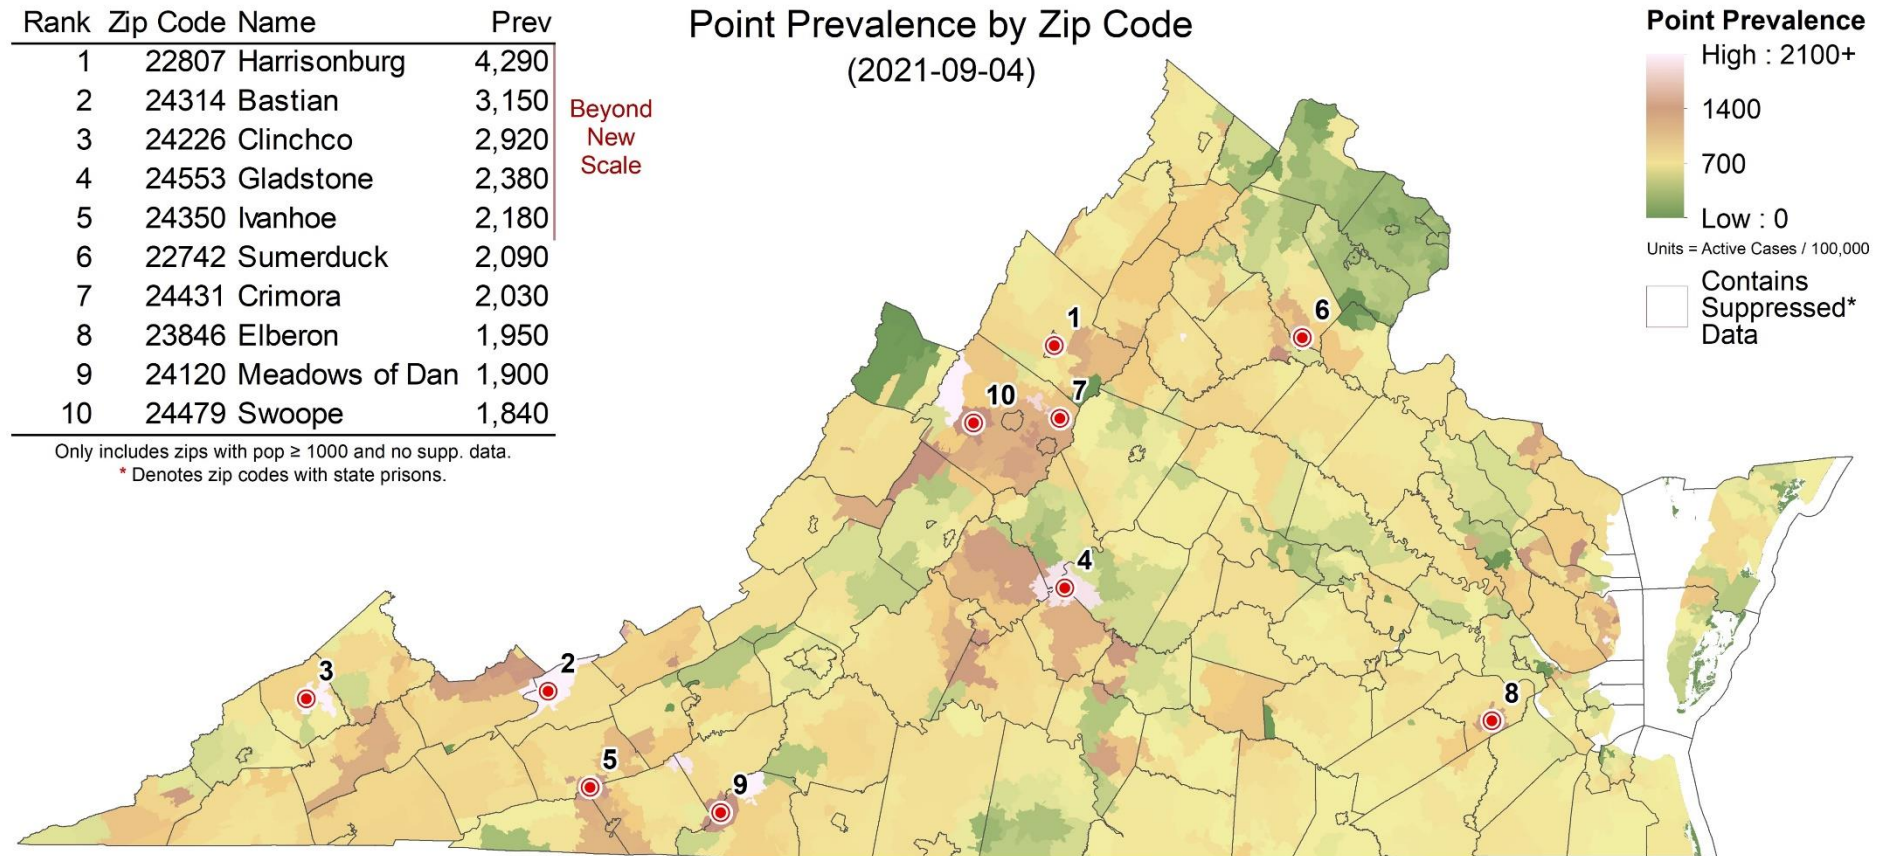 Rank Zip Code Name Prev
1 22807 Harrisonburg 4,290
2 24314 Bastian 3,150
3 24226 Clinchco 2,920
4 24553 Gladstone 2,380
5 24350 Ivanhoe 2,180
6 22742 Sumerduck 2,090
7 24431 Crimora 2,030
8 23846 Elberon 1,950
9 24120 Meadows of Dan 1,900
10 24479 Swoope 1,840
Only includes zips with pop ≥ 1000 and no supp. data.
* Denotes zip codes with state prisons.
Beyond
New
Scale
Point Prevalence by Zip Code
(2021-09-04)
Point Prevalence
High : 2100+
1400
700
Low : 0
Units = Active Cases / 100,000
Contains
Suppressed*
Data
1
6
7
10
4
3
2
8
5
9